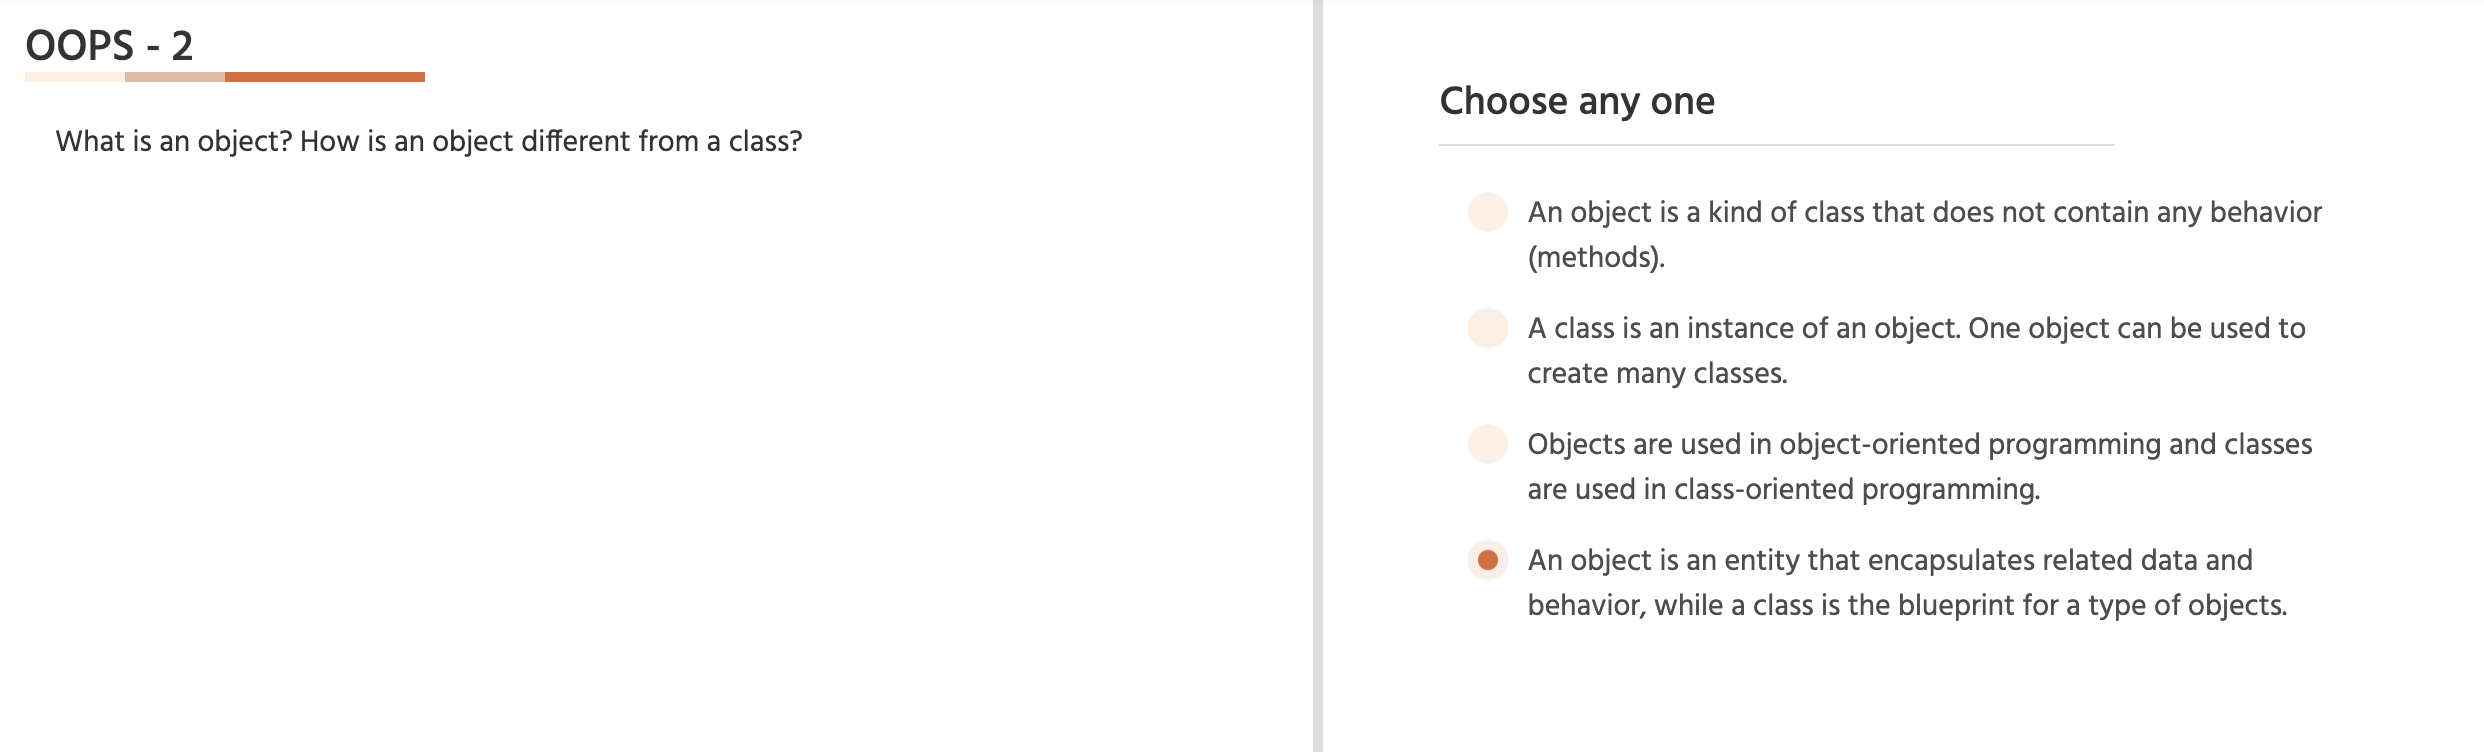 OOPS - 2
What is an object? How is an object different from a class?
Choose any one
An object is a kind of class that does not contain any behavior
(methods).
A class is an instance of an object. One object can be used to
create many classes.
Objects are used in object-oriented programming and classes
are used in class-oriented programming.
An object is an entity that encapsulates related data and
behavior, while a class is the blueprint for a type of objects.